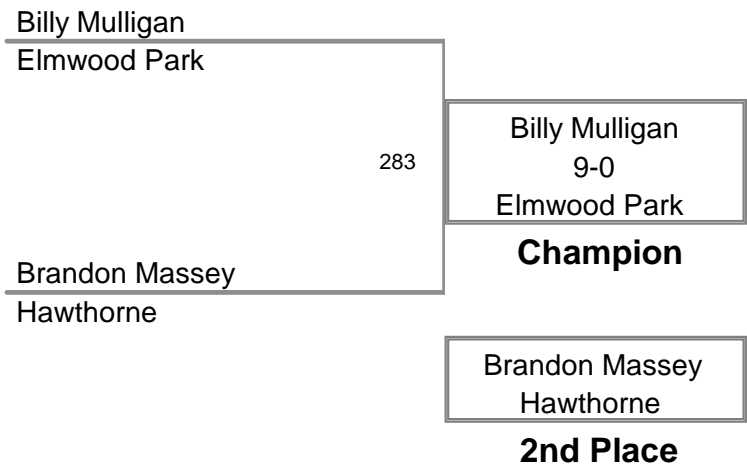 Billy Mulligan
Elmwood Park
283
Billy Mulligan
9-0
Elmwood Park
Champion
Brandon Massey
Hawthorne
Brandon Massey
Hawthorne
2nd Place